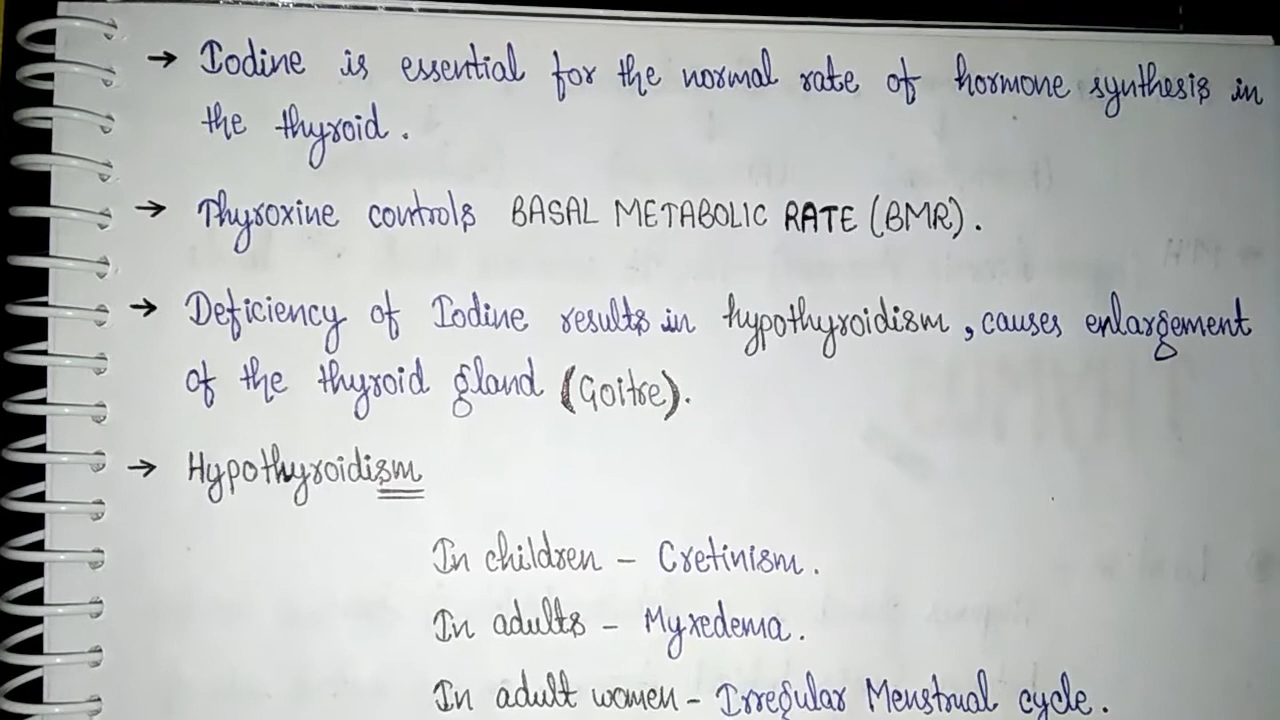 → Iodine is essential for the normal rate of hormone synthesis in
the thyroid.
→ Thyroxine controls BASAL METABOLIC RATE (BMR).
→ Deficiency of Iodine results in hypothyroidism, causes enlargement
of the thyroid gland (Goitre).
→ Hypothyroidism
In children - Cretinism.
In adults - Myxedema.
In adult women - Irregular Menstrual cycle.